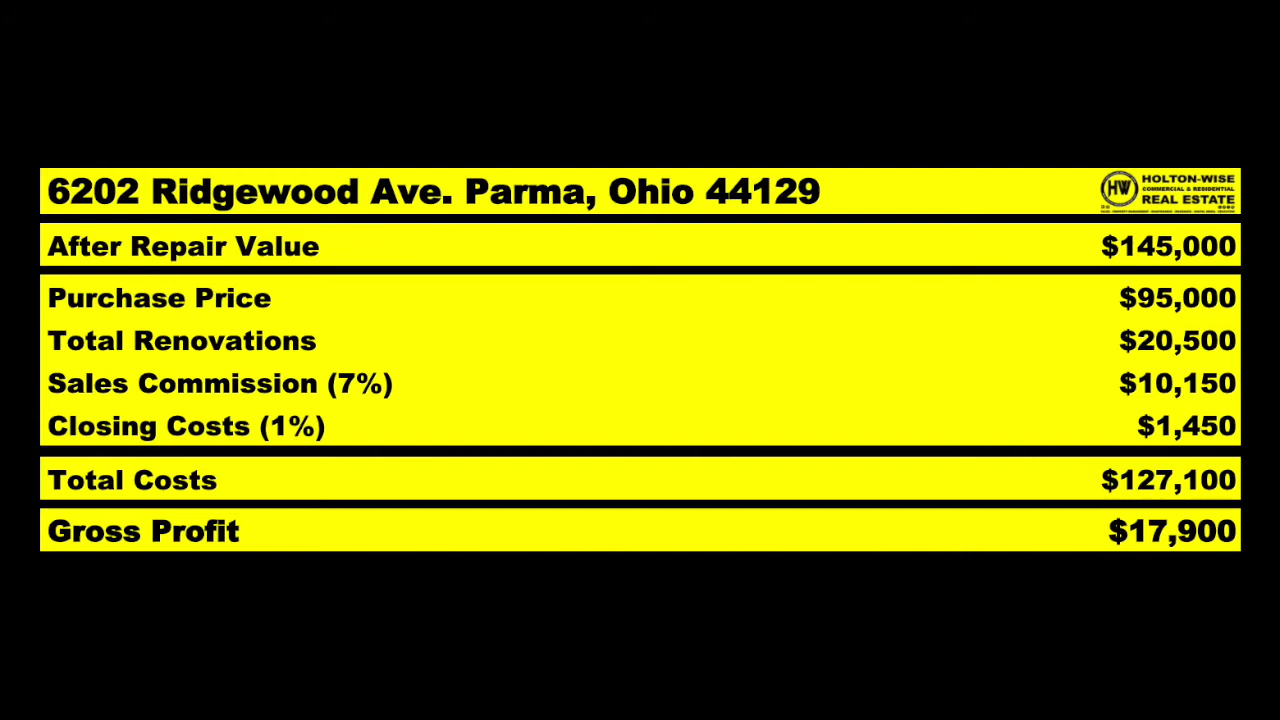 6202 Ridgewood Ave. Parma, Ohio 44129
HOLTON-WISE
COMMERCIAL & RESIDENTIAL
REAL ESTATE
HW
After Repair Value $145,000
Purchase Price $95,000
Total Renovations $20,500
Sales Commission (7%) $10,150
Closing Costs (1%) $1,450
Total Costs $127,100
Gross Profit $17,900